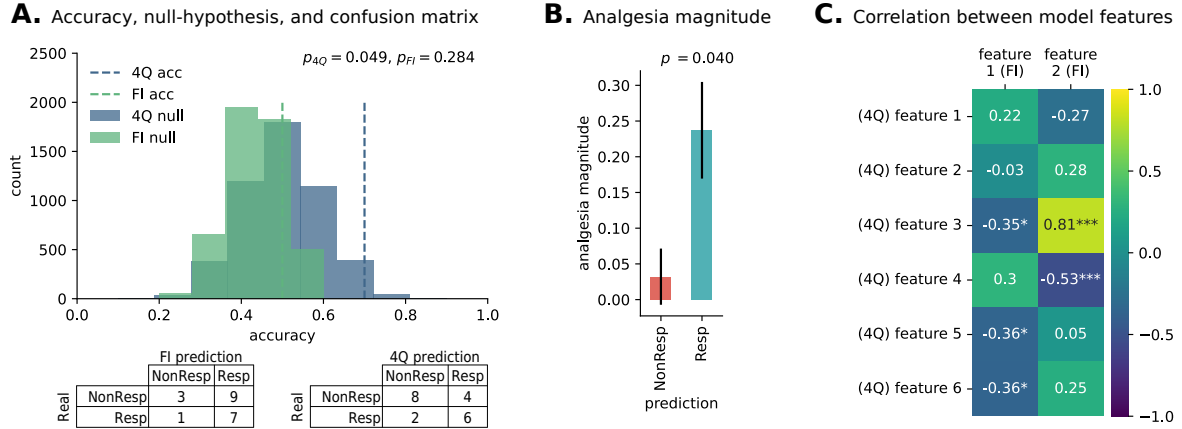 A. Accuracy, null-hypothesis, and confusion matrix
p4Q = 0.049, pFI = 0.284
4Q acc
FI acc
4Q null
FI null
count
2500
2000
1500
1000
500
0
0.0 0.2 0.4 0.6 0.8 1.0
accuracy
FI prediction
NonResp Resp
Real
NonResp 3 9
Resp 1 7
4Q prediction
NonResp Resp
Real
NonResp 8 4
Resp 2 6
B. Analgesia magnitude
p = 0.040
analgesia magnitude
0.30
0.25
0.20
0.15
0.10
0.05
0.00
NonResp
Resp
prediction
C. Correlation between model features
feature 1 (FI)
feature 2 (FI)
(4Q) feature 1 0.22 -0.27
(4Q) feature 2 -0.03 0.28
(4Q) feature 3 -0.35* 0.81***
(4Q) feature 4 0.3 -0.53***
(4Q) feature 5 -0.36* 0.05
(4Q) feature 6 -0.36* 0.25
1.0
0.5
0.0
−0.5
−1.0